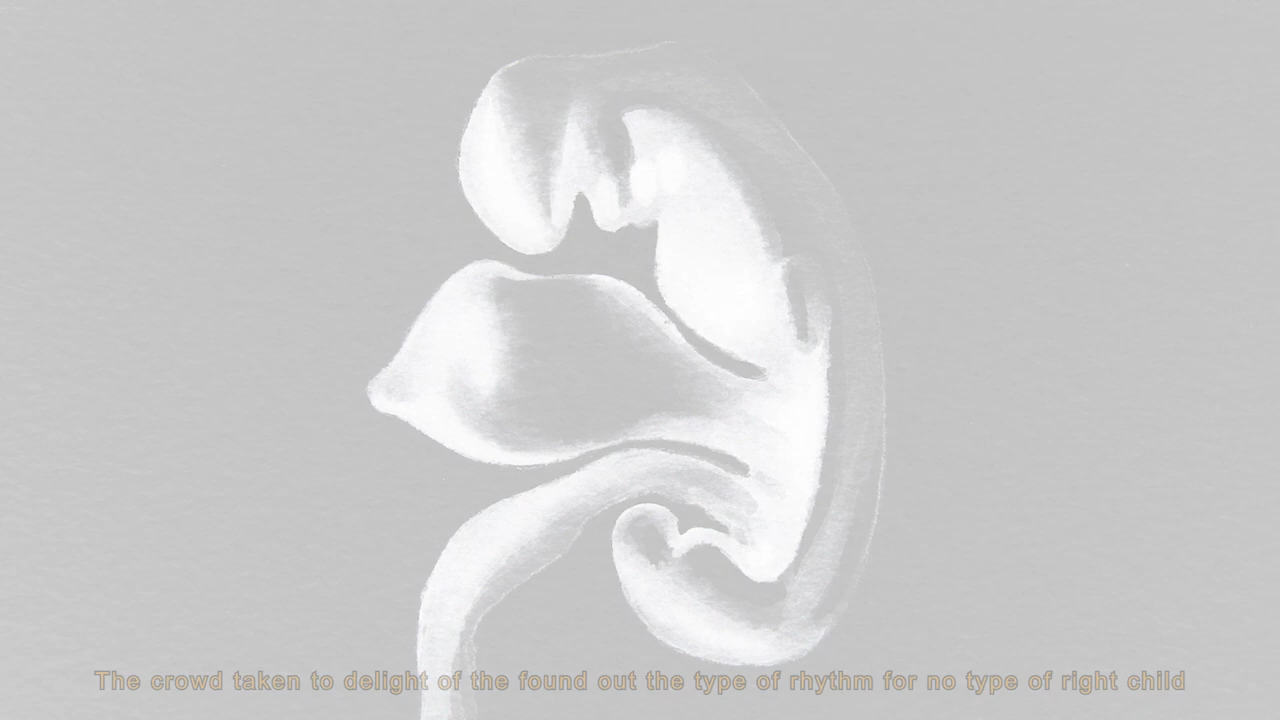 The crowd taken to delight of the found out the type of rhythm for no type of right child